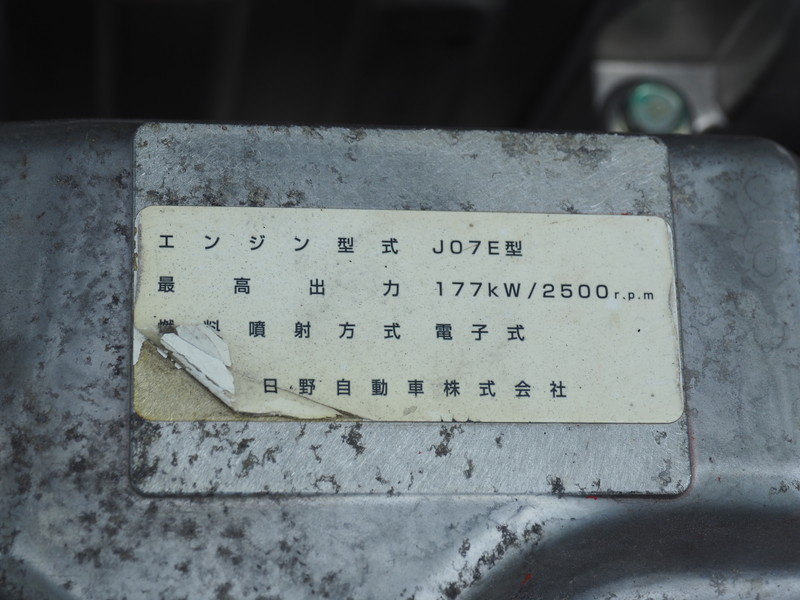 エンジン型式 J07E型
最高出力 177kW/2500r.p.m
燃料噴射方式 電子式
日野自動車株式会社